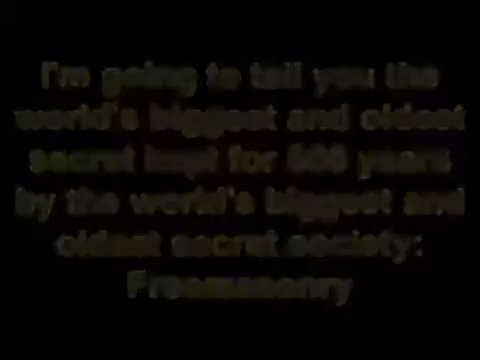 I'm going to tell you the
world's biggest and oldest
secret kept for 500 years
by the world's biggest and
oldest secret society:
Freemasonry